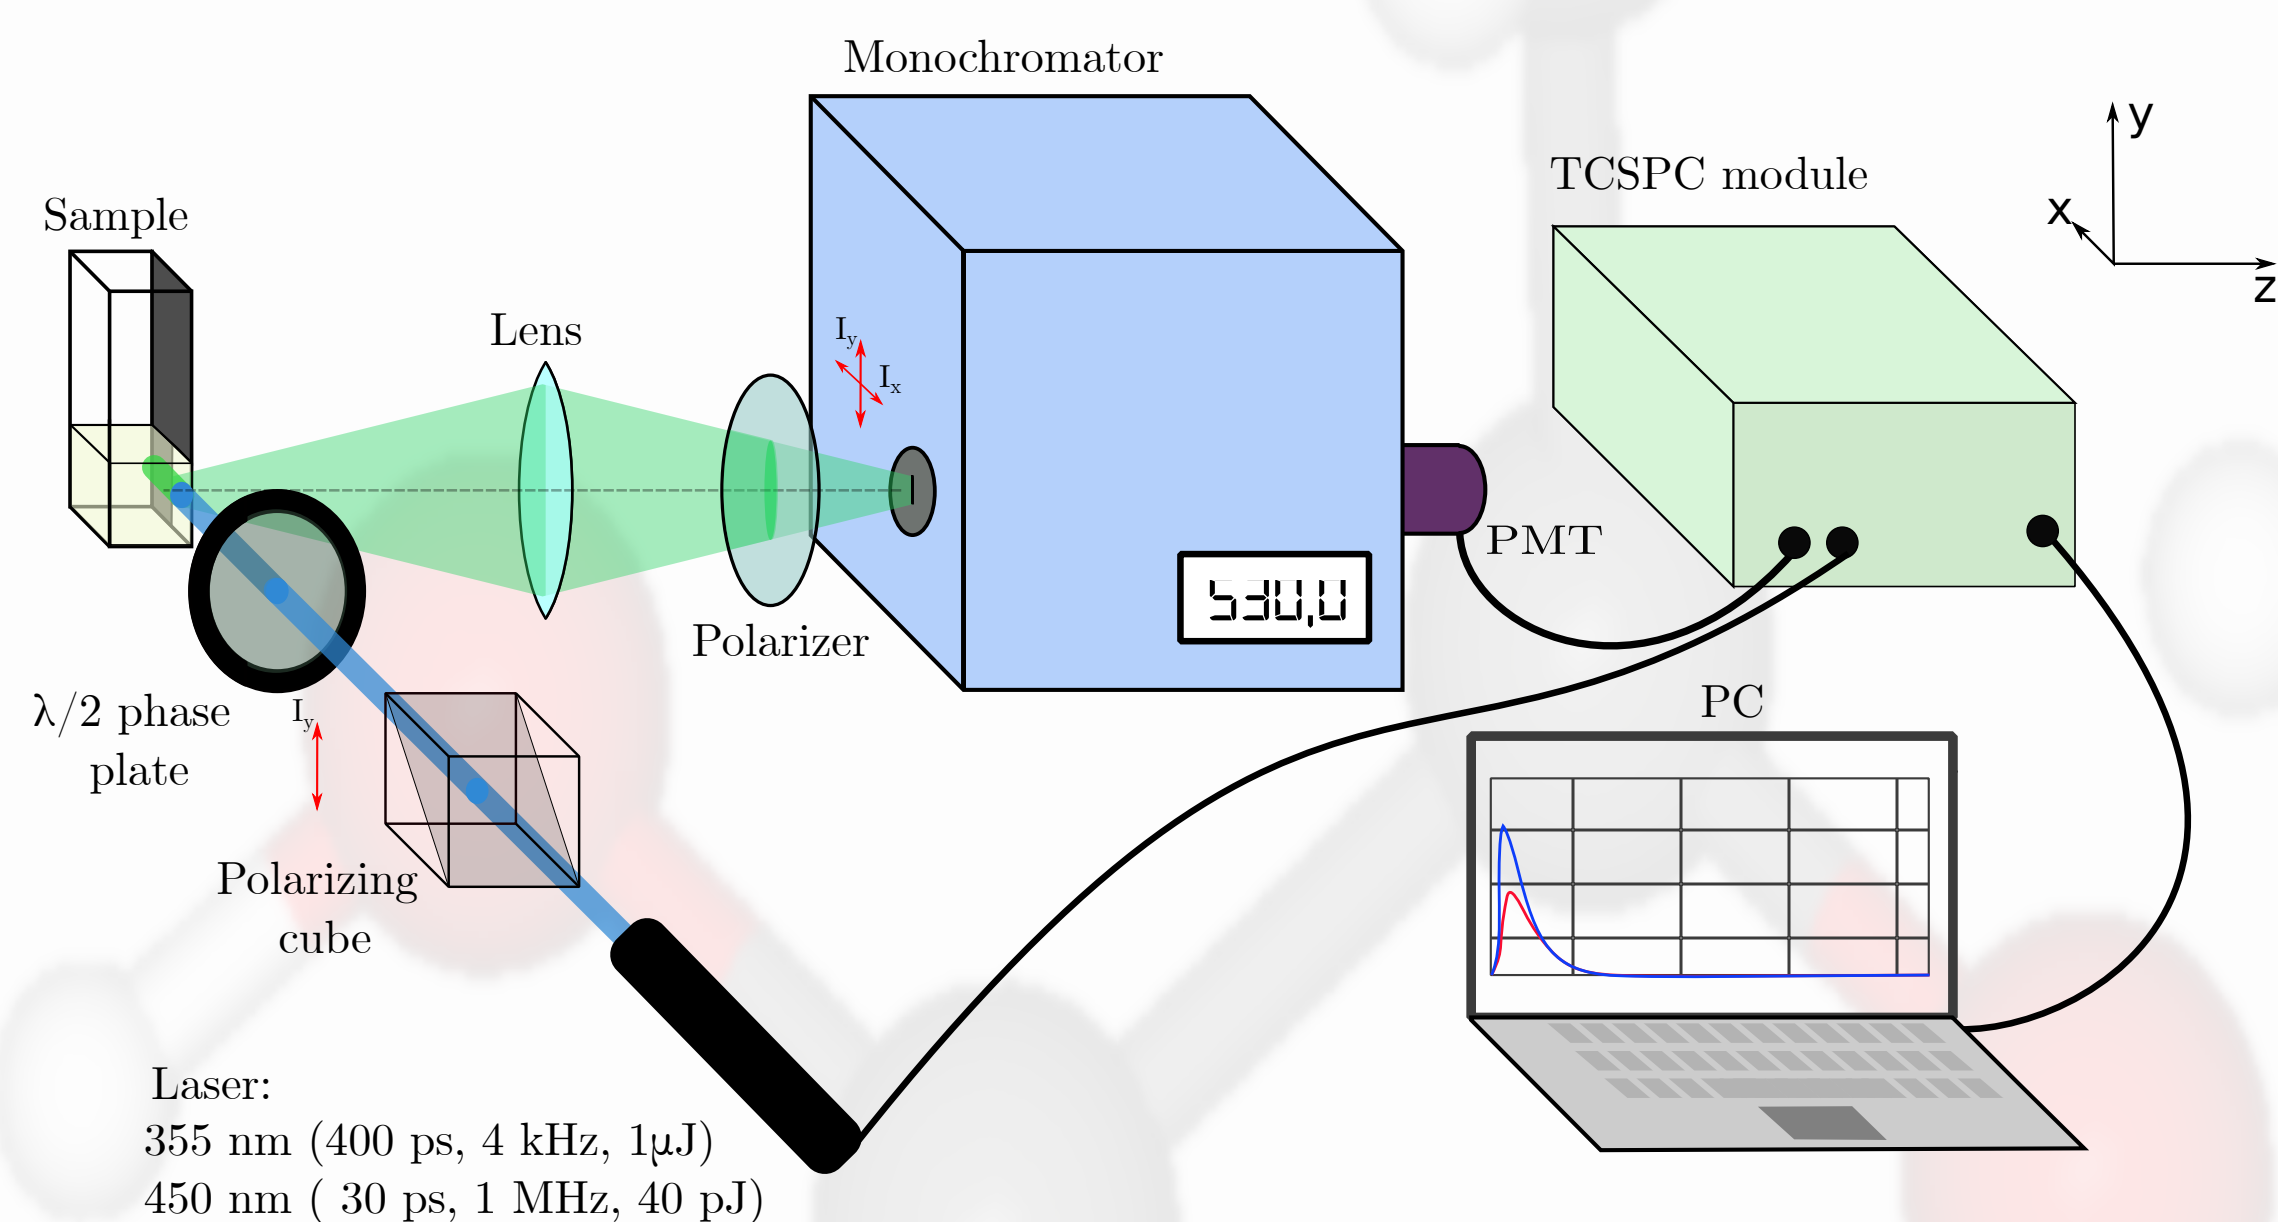 Monochromator
y
TCSPC module
x
Sample
z
Lens
Iy
Ix
PMT
530,0
Polarizer
PC
λ/2 phase
plate
Iy
Polarizing
cube
Laser:
355 nm (400 ps, 4 kHz, 1μJ)
450 nm ( 30 ps, 1 MHz, 40 pJ)